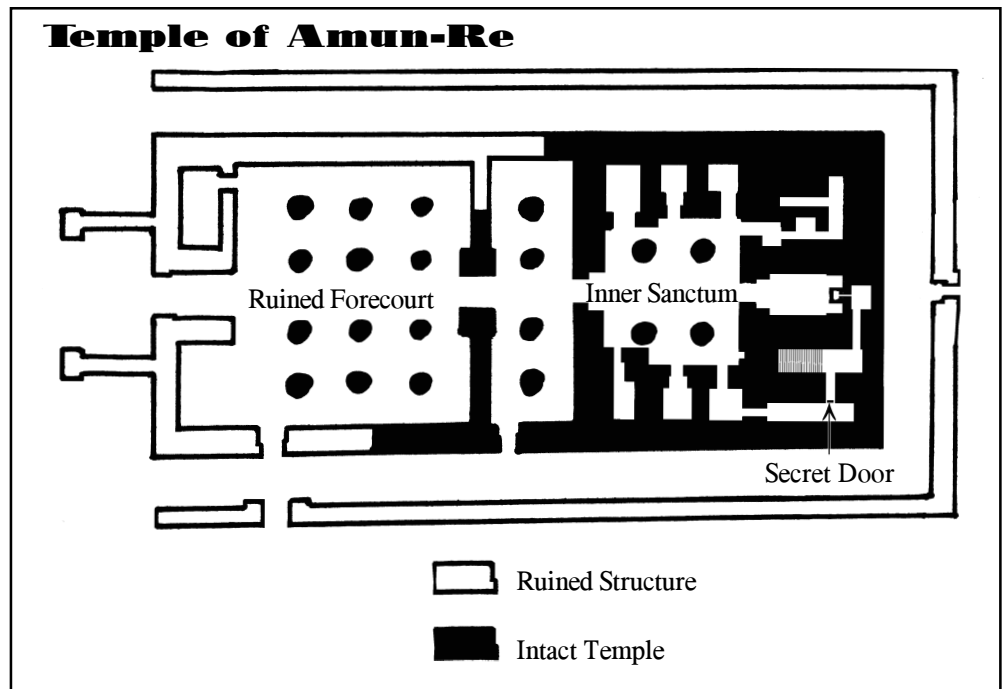 Temple of Amun-Re
Ruined Forecourt
Inner Sanctum
Secret Door
Ruined Structure
Intact Temple